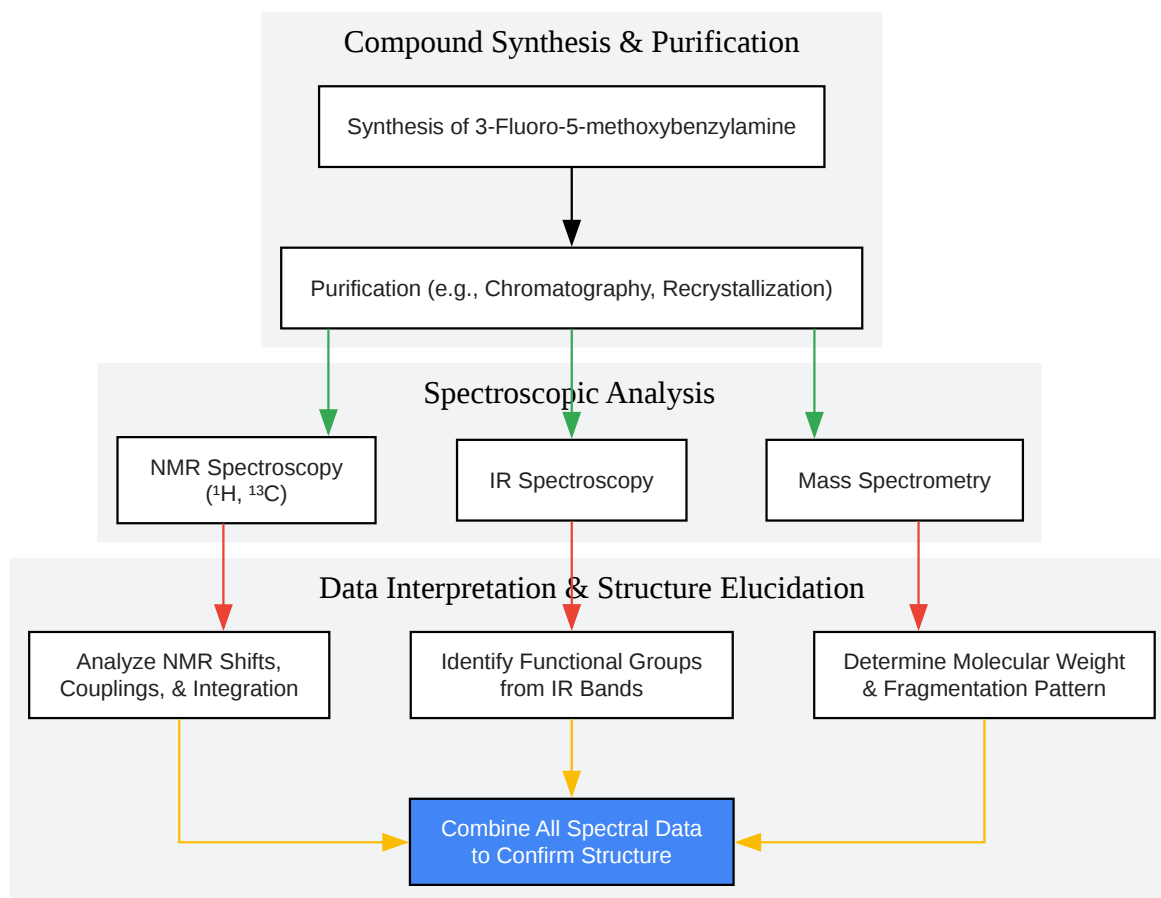 Compound Synthesis & Purification
Synthesis of 3-Fluoro-5-methoxybenzylamine
Purification (e.g., Chromatography, Recrystallization)
Spectroscopic Analysis
NMR Spectroscopy
(¹H, ¹³C)
IR Spectroscopy
Mass Spectrometry
Data Interpretation & Structure Elucidation
Analyze NMR Shifts,
Couplings, & Integration
Identify Functional Groups
from IR Bands
Determine Molecular Weight
& Fragmentation Pattern
Combine All Spectral Data
to Confirm Structure